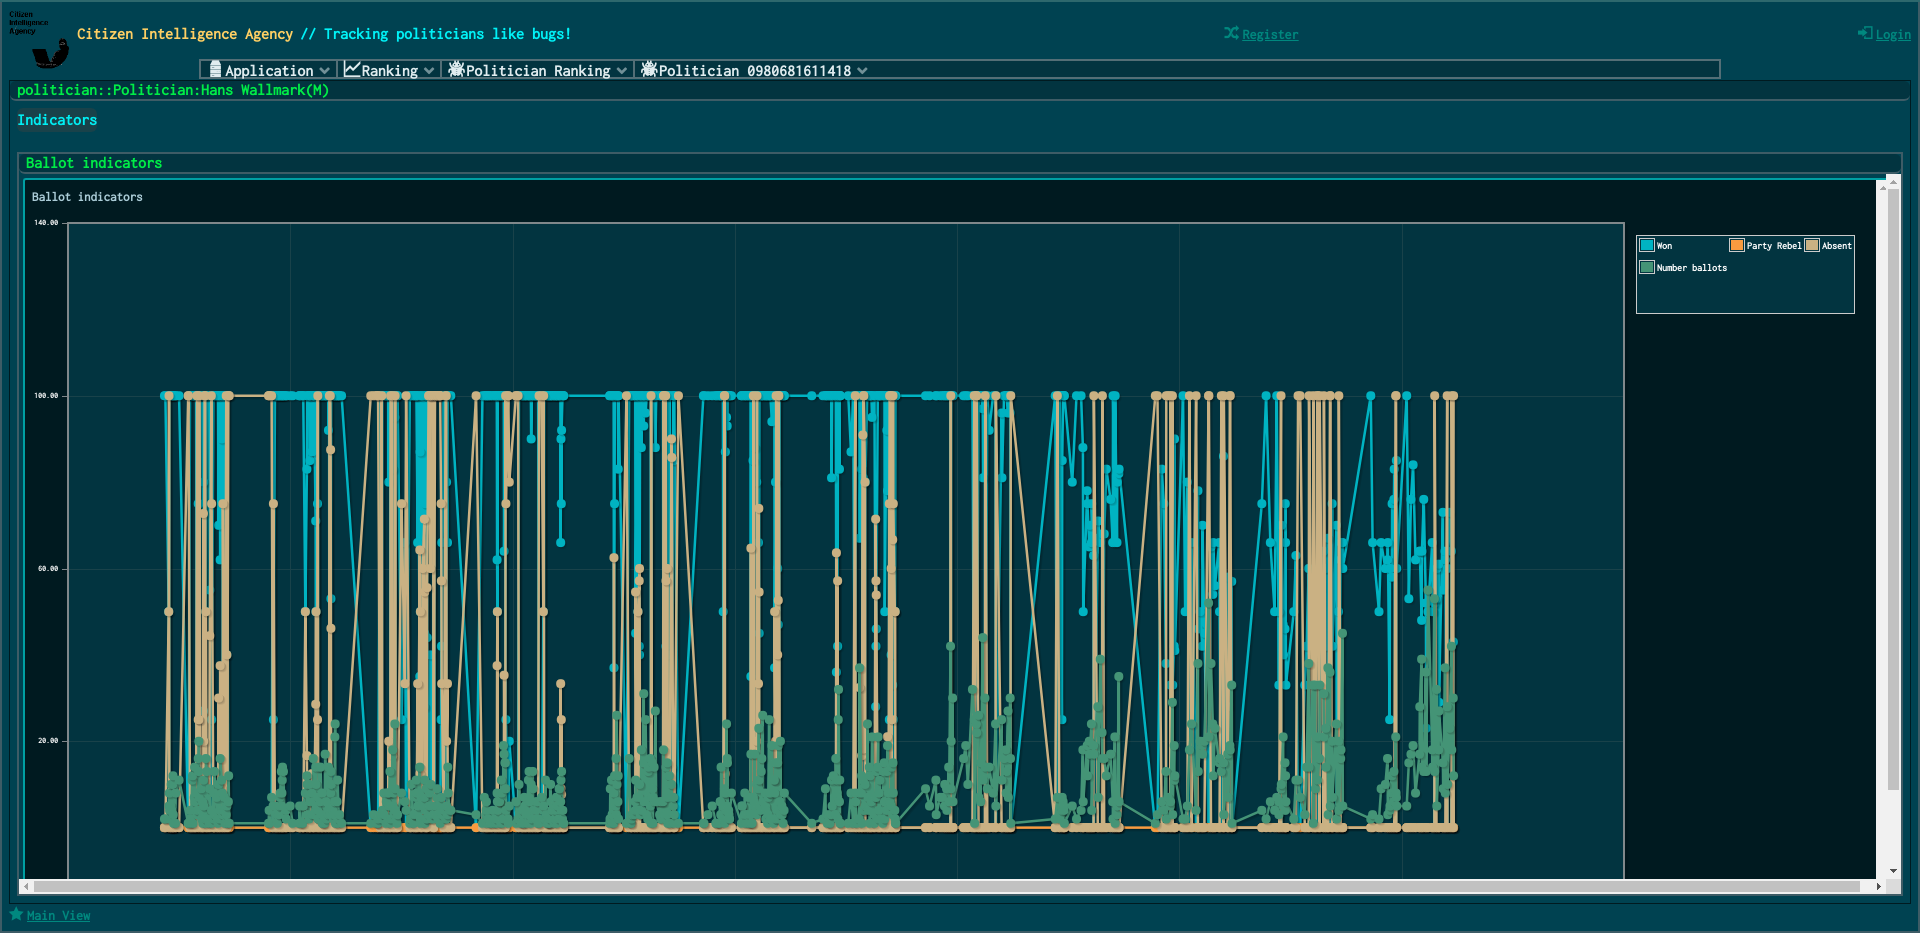 Citizen
Intelligence
Agency
Citizen Intelligence Agency // Tracking politicians like bugs!
Register
Login
Application
Ranking
Politician Ranking
Politician 0980681611418
politician::Politician:Hans Wallmark(M)
Indicators
Ballot indicators
Ballot indicators
140.00
100.00
60.00
20.00
Won
Party Rebel
Absent
Number ballots
Main View